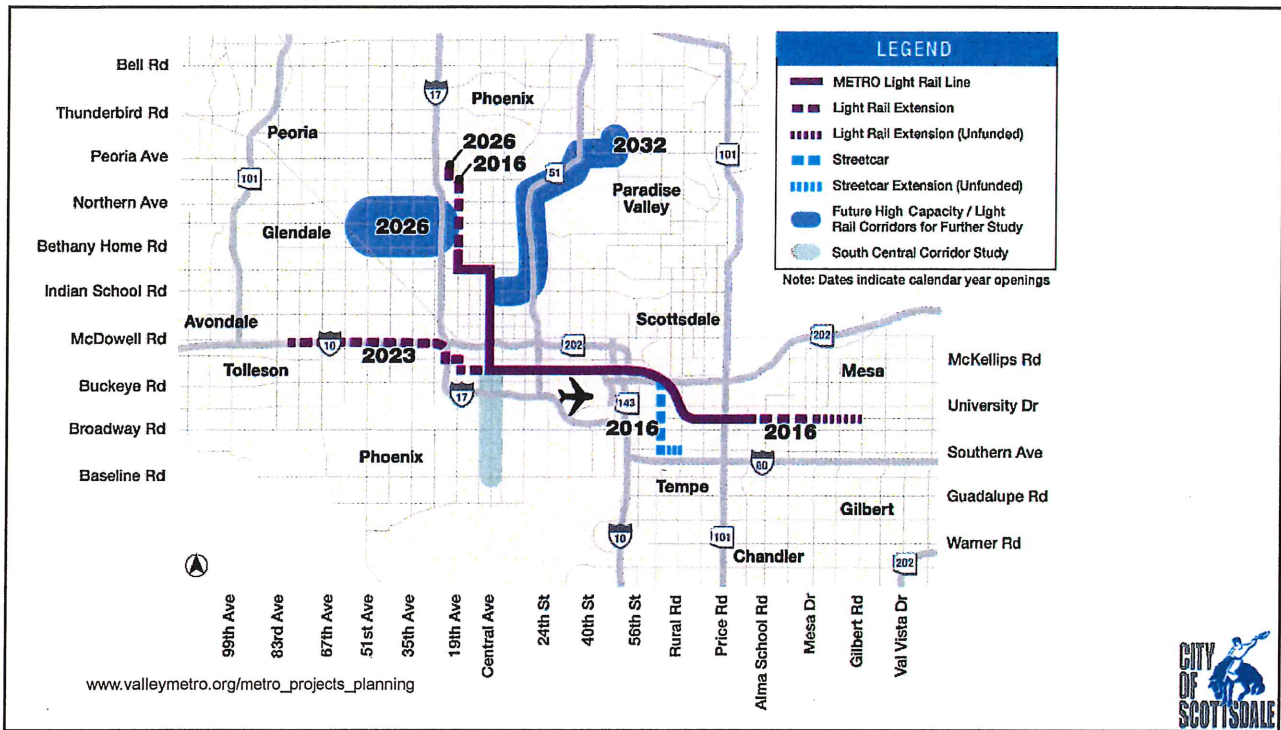 Bell Rd
Thunderbird Rd
Peoria Ave
Northern Ave
Bethany Home Rd
Indian School Rd
Avondale
McDowell Rd
Tolleson
Buckeye Rd
Broadway Rd
Baseline Rd
17
Phoenix
Peoria
2026
2016
2032
101
51
101
Paradise
Valley
2026
Glendale
Scottsdale
10
2023
202
202
Mesa
17
143
2016
2016
Phoenix
60
Tempe
Gilbert
10
101
Chandler
202
McKellips Rd
University Dr
Southern Ave
Guadalupe Rd
Warner Rd
LEGEND
METRO Light Rail Line
Light Rail Extension
Light Rail Extension (Unfunded)
Streetcar
Streetcar Extension (Unfunded)
Future High Capacity / Light
Rail Corridors for Further Study
South Central Corridor Study
Note: Dates indicate calendar year openings
99th Ave
83rd Ave
67th Ave
51st Ave
35th Ave
19th Ave
Central Ave
24th St
40th St
56th St
Rural Rd
Price Rd
Alma School Rd
Mesa Dr
Gilbert Rd
Val Vista Dr
www.valleymetro.org/metro_projects_planning
CITY
OF
SCOTTSDALE